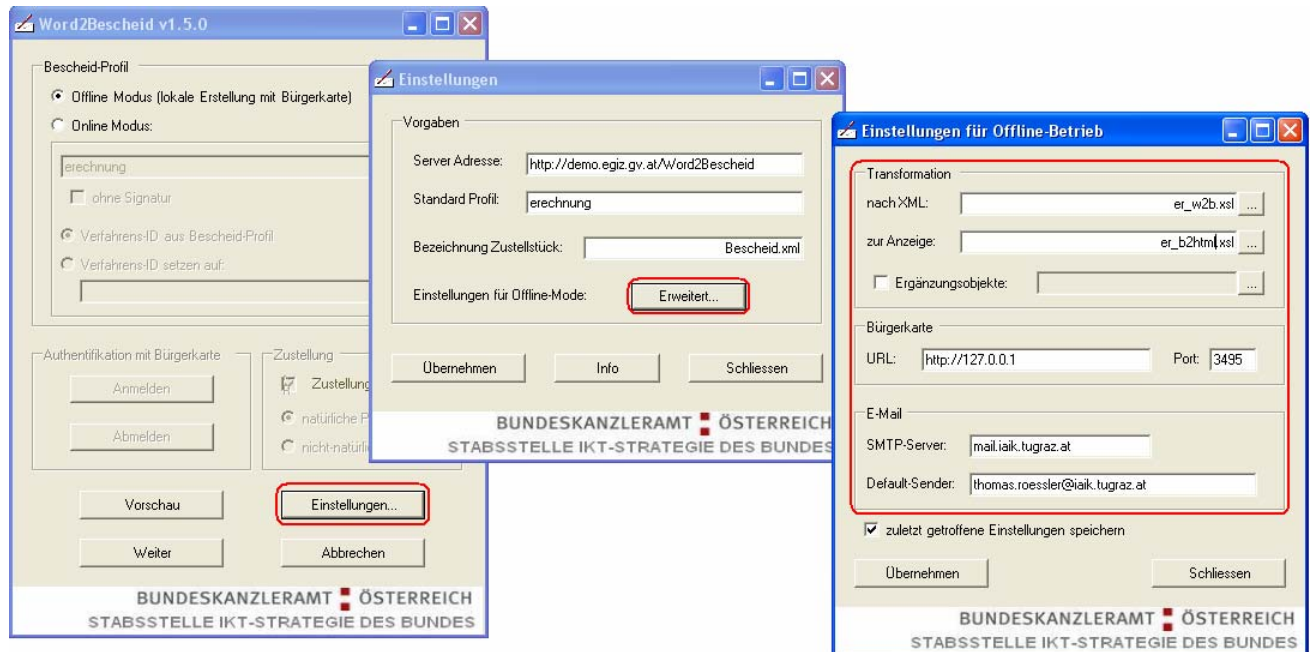 Word2Bescheid v1.5.0
Bescheid-Profil
Offline Modus (lokale Erstellung mit Bürgerkarte)
Online Modus:
erechnung
ohne Signatur
Verfahrens-ID aus Bescheid-Profil
Verfahrens-ID setzen auf:
Authentifikation mit Bürgerkarte
Anmelden
Abmelden
Zustellung
Zustellung
natürliche P
nicht-natürli
Vorschau
Einstellungen...
Weiter
Abbrechen
BUNDESKANZLERAMT ÖSTERREICH
STABSSTELLE IKT-STRATEGIE DES BUNDES
Einstellungen
Vorgaben
Server Adresse: http://demo.egiz.gv.at/Word2Bescheid
Standard Profil: erechnung
Bezeichnung Zustellstück: Bescheid.xml
Einstellungen für Offline-Mode: Erweitert...
Übernehmen Info Schliessen
BUNDESKANZLERAMT ÖSTERREICH
STABSSTELLE IKT-STRATEGIE DES BUNDES
Einstellungen für Offline-Betrieb
Transformation
nach XML: er_w2b.xsl ...
zur Anzeige: er_b2html.xsl ...
Ergänzungsobjekte: ...
Bürgerkarte
URL: http://127.0.0.1 Port: 3495
E-Mail
SMTP-Server: mail.iaik.tugraz.at
Default-Sender: thomas.roessler@iaik.tugraz.at
zuletzt getroffene Einstellungen speichern
Übernehmen Schliessen
BUNDESKANZLERAMT ÖSTERREICH
STABSSTELLE IKT-STRATEGIE DES BUNDES